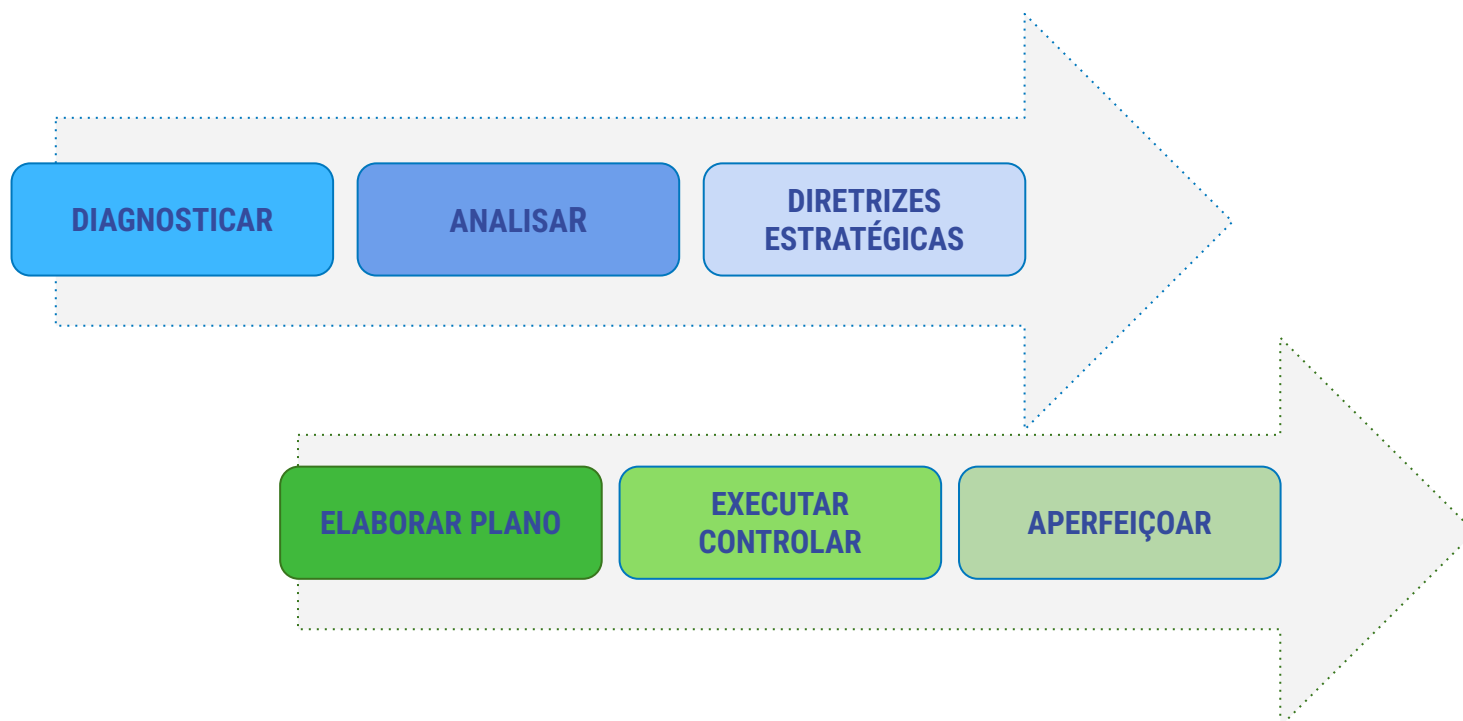 DIAGNOSTICAR
ANALISAR
DIRETRIZES
ESTRATÉGICAS
ELABORAR PLANO
EXECUTAR
CONTROLAR
APERFEIÇOAR